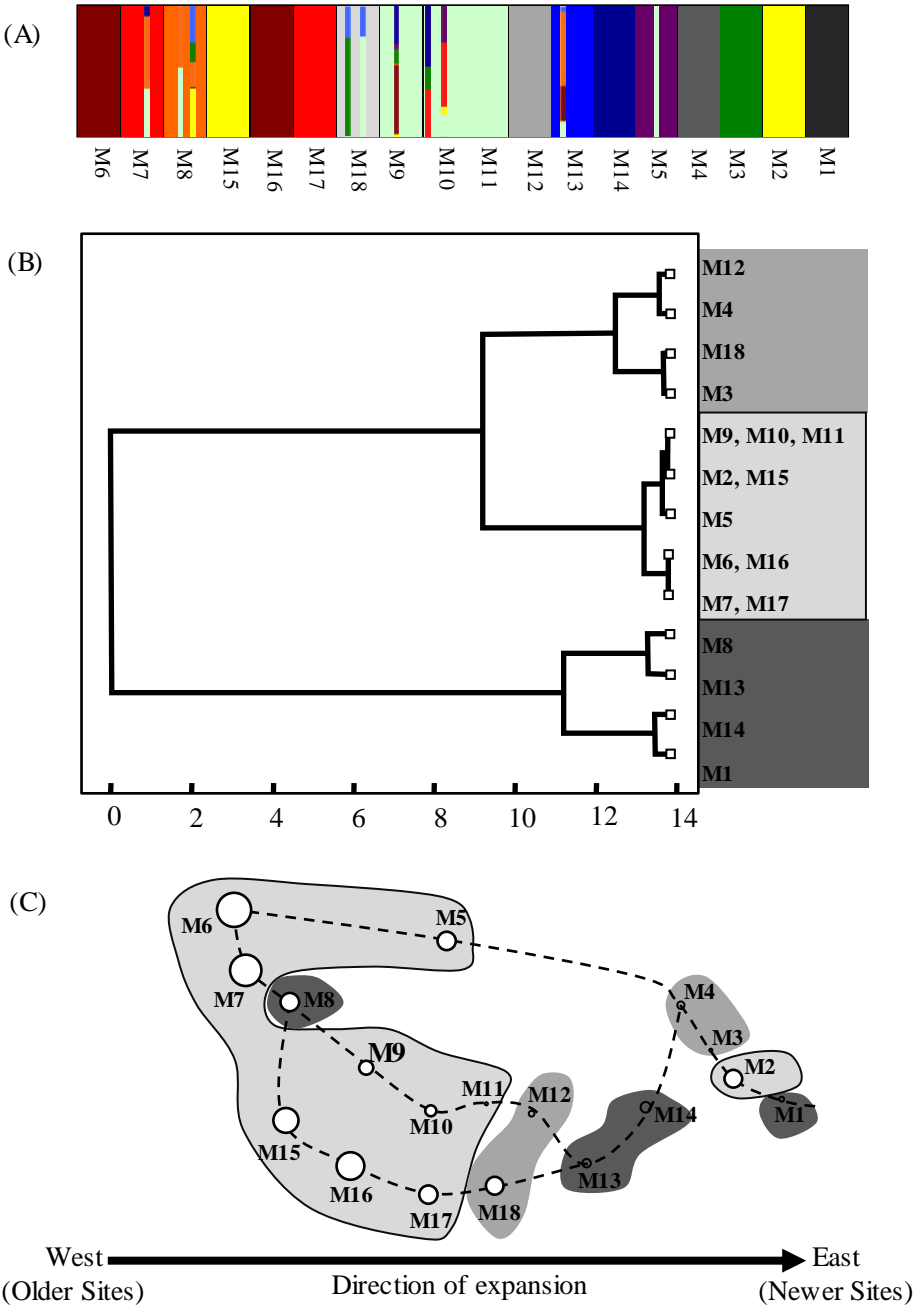 (A)
M6 M7 M8 M15 M16 M17 M18 M9 M10 M11 M12 M13 M14 M5 M4 M3 M2 M1
(B)
M12
M4
M18
M3
M9, M10, M11
M2, M15
M5
M6, M16
M7, M17
M8
M13
M14
M1
0 2 4 6 8 10 12 14
(C)
M6
M5
M7
M8
M4
M3
M9
M2
M11
M12
M14
M1
M10
M15
M13
M16
M17
M18
West East
Direction of expansion
(Older Sites) (Newer Sites)